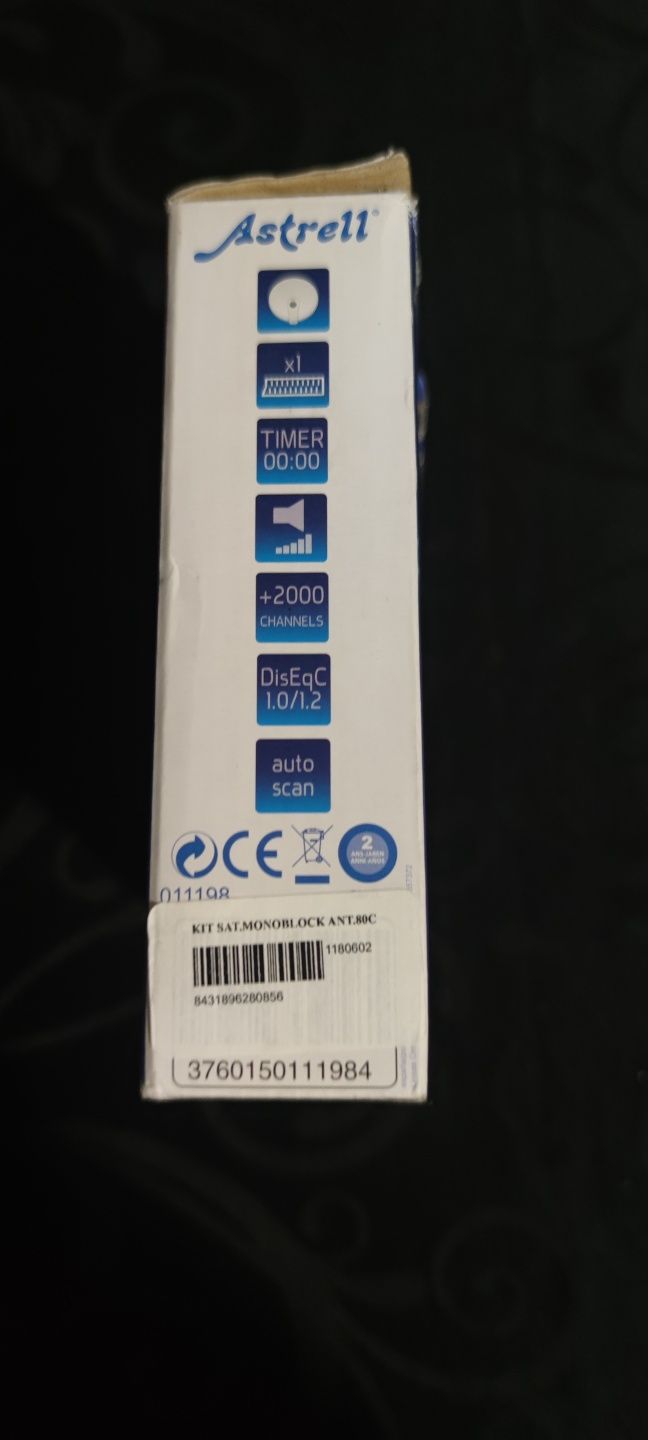 Astrell
x1
TIMER
00:00
+2000
CHANNELS
DisEqC
1.0/1.2
auto
scan
CE
2
ANS JAREN
ANNI AÑOS
011198
KIT SAT.MONOBLOCK ANT.80C
1180602
8431896280856
3760150111984